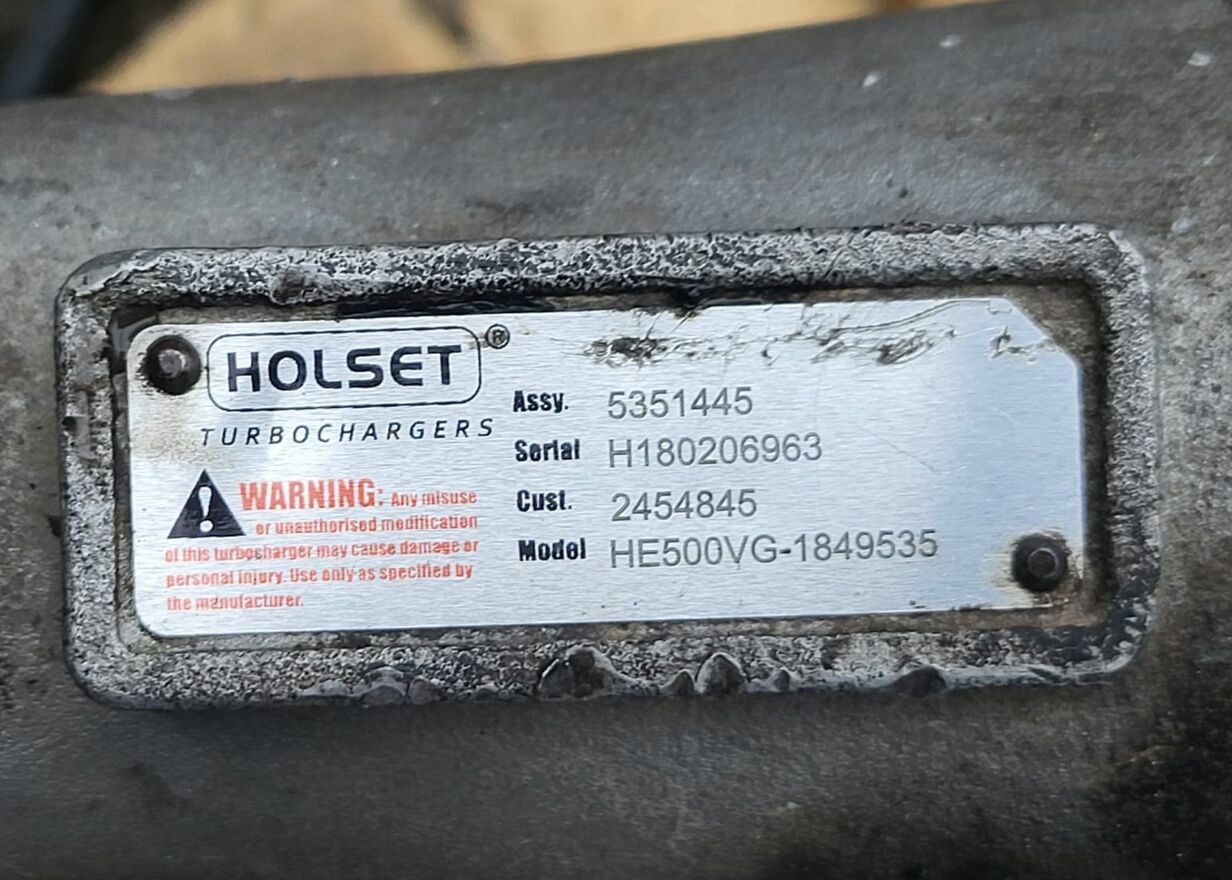 HOLSET ®
TURBOCHARGERS
WARNING: Any misuse
or unauthorised modification
of this turbocharger may cause damage or
personal injury. Use only as specified by
the manufacturer.
Assy. 5351445
Serial H180206963
Cust. 2454845
Model HE500VG-1849535